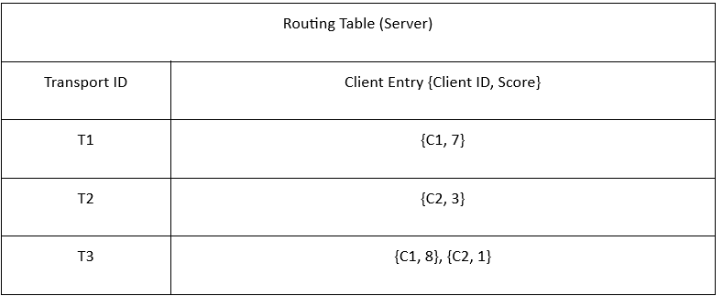 Routing Table (Server)
Transport ID Client Entry {Client ID, Score}
T1 {C1, 7}
T2 {C2, 3}
T3 {C1, 8}, {C2, 1}